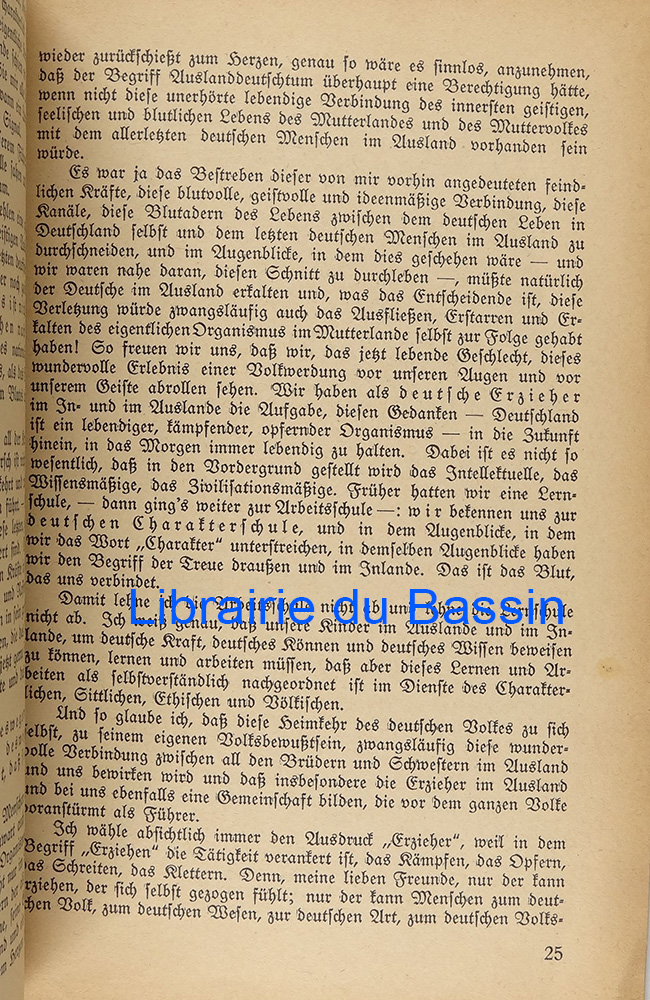 wieder zurückschießt zum Herzen, genau so wäre es sinnlos, anzunehmen,
daß der Begriff Auslanddeutschtum überhaupt eine Berechtigung hätte,
wenn nicht diese unerhörte lebendige Verbindung des innersten geistigen,
seelischen und blutlichen Lebens des Mutterlandes und des Muttervolkes
mit dem allerletzten deutschen Menschen im Ausland vorhanden sein
würde.
Es war ja das Bestreben dieser von mir vorhin angedeuteten feind-
lichen Kräfte, diese blutvolle, geistvolle und ideenmäßige Verbindung, diese
Kanäle, diese Blutadern des Lebens zwischen dem deutschen Leben in
Deutschland selbst und dem letzten deutschen Menschen im Ausland zu
durchschneiden, und im Augenblicke, in dem dies geschehen wäre — und
wir waren nahe daran, diesen Schnitt zu durchleben —, müßte natürlich
der Deutsche im Ausland erkalten und, was das Entscheidende ist, diese
Verletzung würde zwangsläufig auch das Ausfließen, Erstarren und Er-
kalten des eigentlichen Organismus im Mutterlande selbst zur Folge gehabt
haben! So freuen wir uns, daß wir, das jetzt lebende Geschlecht, dieses
wundervolle Erlebnis einer Volkwerdung vor unseren Augen und vor
unserem Geiste abrollen sehen. Wir haben als deutsche Erzieher
im In- und im Auslande die Aufgabe, diesen Gedanken — Deutschland
ist ein lebendiger, kämpfender, opfernder Organismus — in die Zukunft
hinein, in das Morgen immer lebendig zu halten. Dabei ist es nicht so
wesentlich, daß in den Vordergrund gestellt wird das Intellektuelle, das
Wissensmäßige, das Zivilisationsmäßige. Früher hatten wir eine Lern-
schule, — dann ging's weiter zur Arbeitsschule —: wir bekennen uns zur
deutschen Charakterschule, und in dem Augenblicke, in dem
wir das Wort „Charakter“ unterstreichen, in demselben Augenblicke haben
wir den Begriff der Treue draußen und im Inlande. Das ist das Blut,
das uns verbindet.
Damit lehne ich die Arbeitsschule nicht ab und lehne die Lernschule
nicht ab. Ich weiß genau, daß unsere Kinder im Auslande und im In-
lande, um deutsche Kraft, deutsches Können und deutsches Wissen beweisen
zu können, lernen und arbeiten müssen, daß aber dieses Lernen und Ar-
beiten als selbstverständlich nachgeordnet ist im Dienste des Charakter-
lichen, Sittlichen, Ethischen und Völkischen.
Und so glaube ich, daß diese Heimkehr des deutschen Volkes zu sich
selbst, zu seinem eigenen Volksbewußtsein, zwangsläufig diese wunder-
volle Verbindung zwischen all den Brüdern und Schwestern im Ausland
und uns bewirken wird und daß insbesondere die Erzieher im Ausland
und bei uns ebenfalls eine Gemeinschaft bilden, die vor dem ganzen Volke
voranstürmt als Führer.
Ich wähle absichtlich immer den Ausdruck „Erzieher“, weil in dem
Begriff „Erziehen“ die Tätigkeit verankert ist, das Kämpfen, das Opfern,
das Schreiten, das Klettern. Denn, meine lieben Freunde, nur der kann
erziehen, der sich selbst gezogen fühlt; nur der kann Menschen zum deut-
schen Volk, zum deutschen Wesen, zur deutschen Art, zum deutschen Volks-
25
Librairie du Bassin